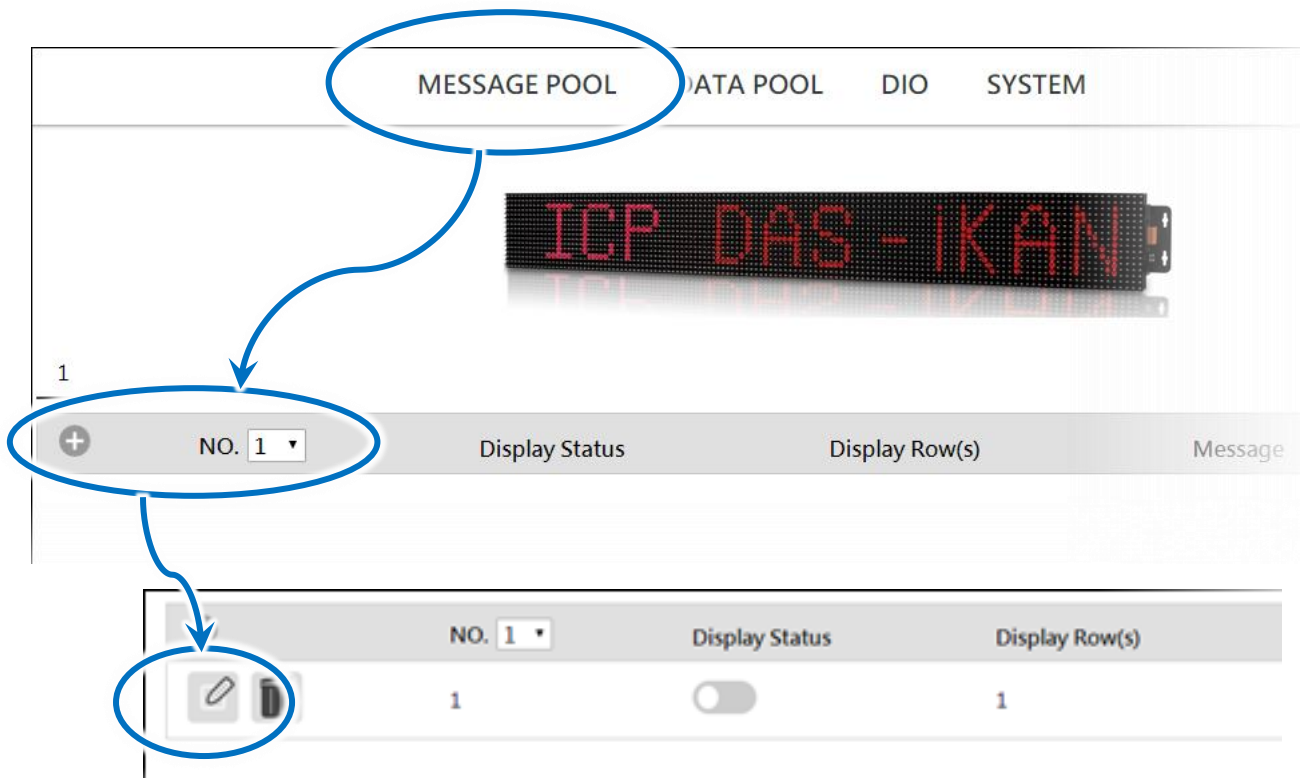 MESSAGE POOL ATA POOL DIO SYSTEM
ICP DAS - iKAN
1
NO. 1 Display Status Display Row(s) Message
NO. 1 Display Status Display Row(s)
1 1